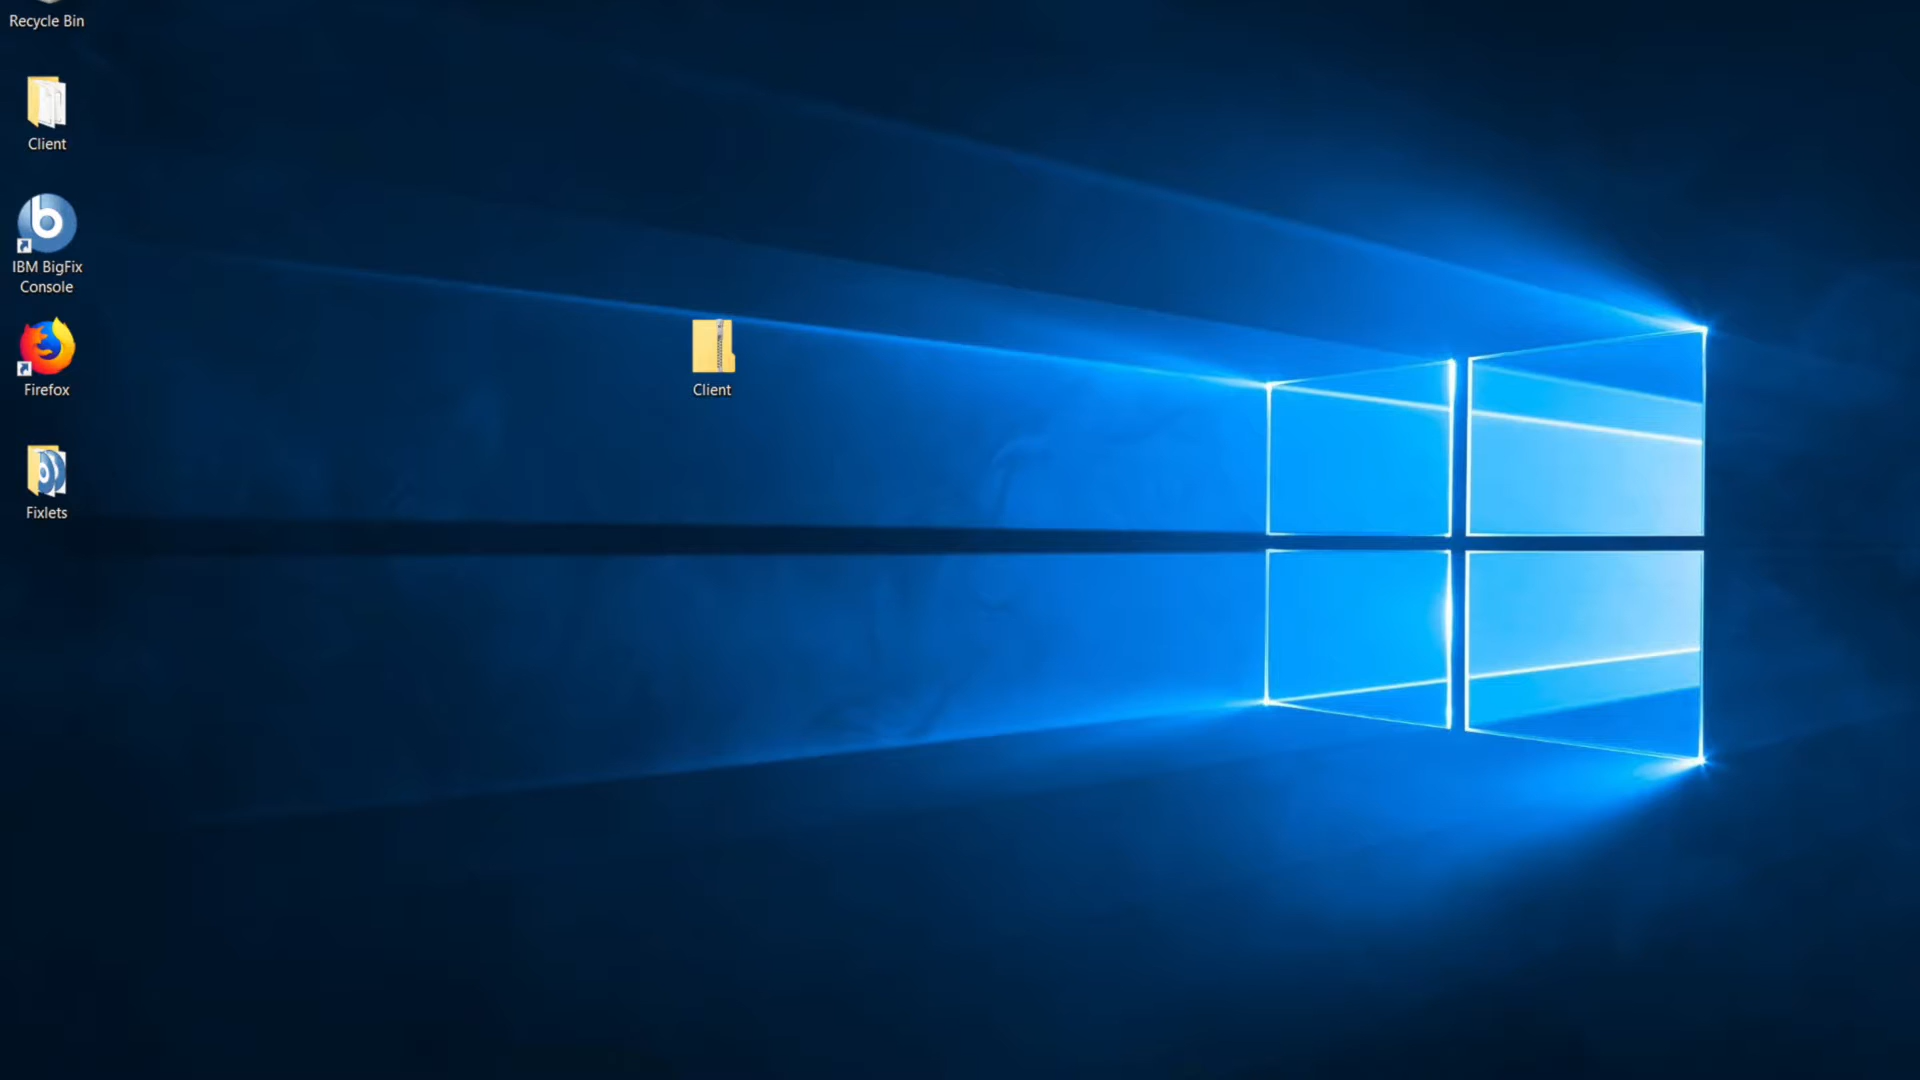 Recycle Bin
Client
IBM BigFix
Console
Firefox
Client
Fixlets